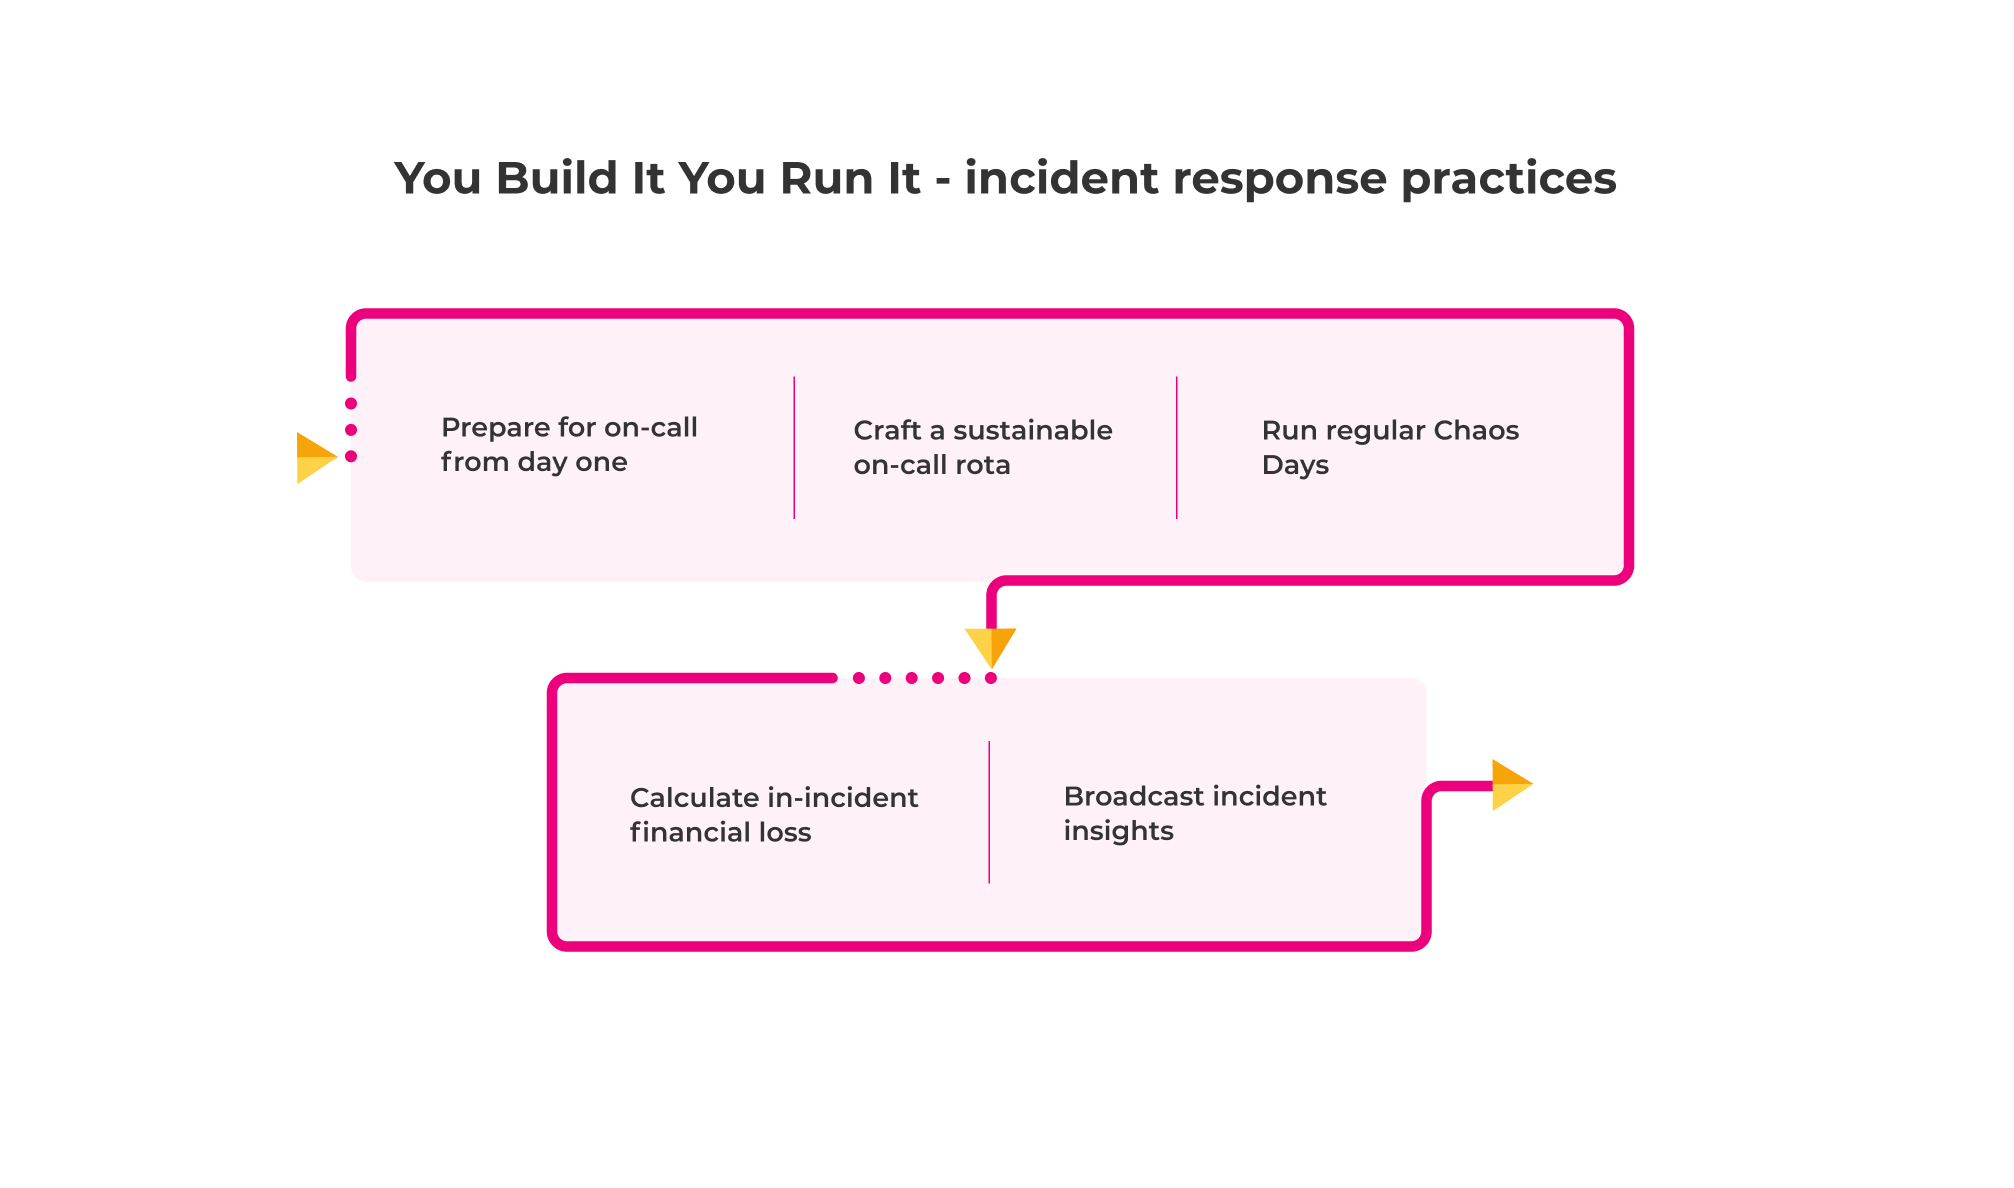 You Build It You Run It - incident response practices
Prepare for on-call
from day one
Craft a sustainable
on-call rota
Run regular Chaos
Days
Calculate in-incident
financial loss
Broadcast incident
insights